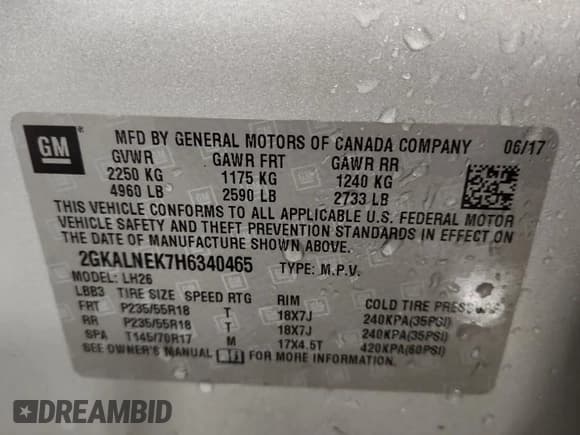 GM
MFD BY GENERAL MOTORS OF CANADA COMPANY 06/17
GVWR GAWR FRT GAWR RR
2250 KG 1175 KG 1240 KG
4960 LB 2590 LB 2733 LB
THIS VEHICLE CONFORMS TO ALL APPLICABLE U.S. FEDERAL MOTOR
VEHICLE SAFETY AND THEFT PREVENTION STANDARDS IN EFFECT ON
THE DATE OF MANUFACTURE SHOWN ABOVE.
2GKALNEK7H6340465 TYPE: M.P.V.
MODEL: LH26
LBB3 TIRE SIZE SPEED RTG RIM COLD TIRE PRESSURE
FRT P235/55R18 T 18X7J 240KPA(35PSI)
RR P235/55R18 T 18X7J 240KPA(35PSI)
SPA T145/70R17 M 17X4.5T 420KPA(60PSI)
SEE OWNER'S MANUAL FOR MORE INFORMATION.
DREAMBID